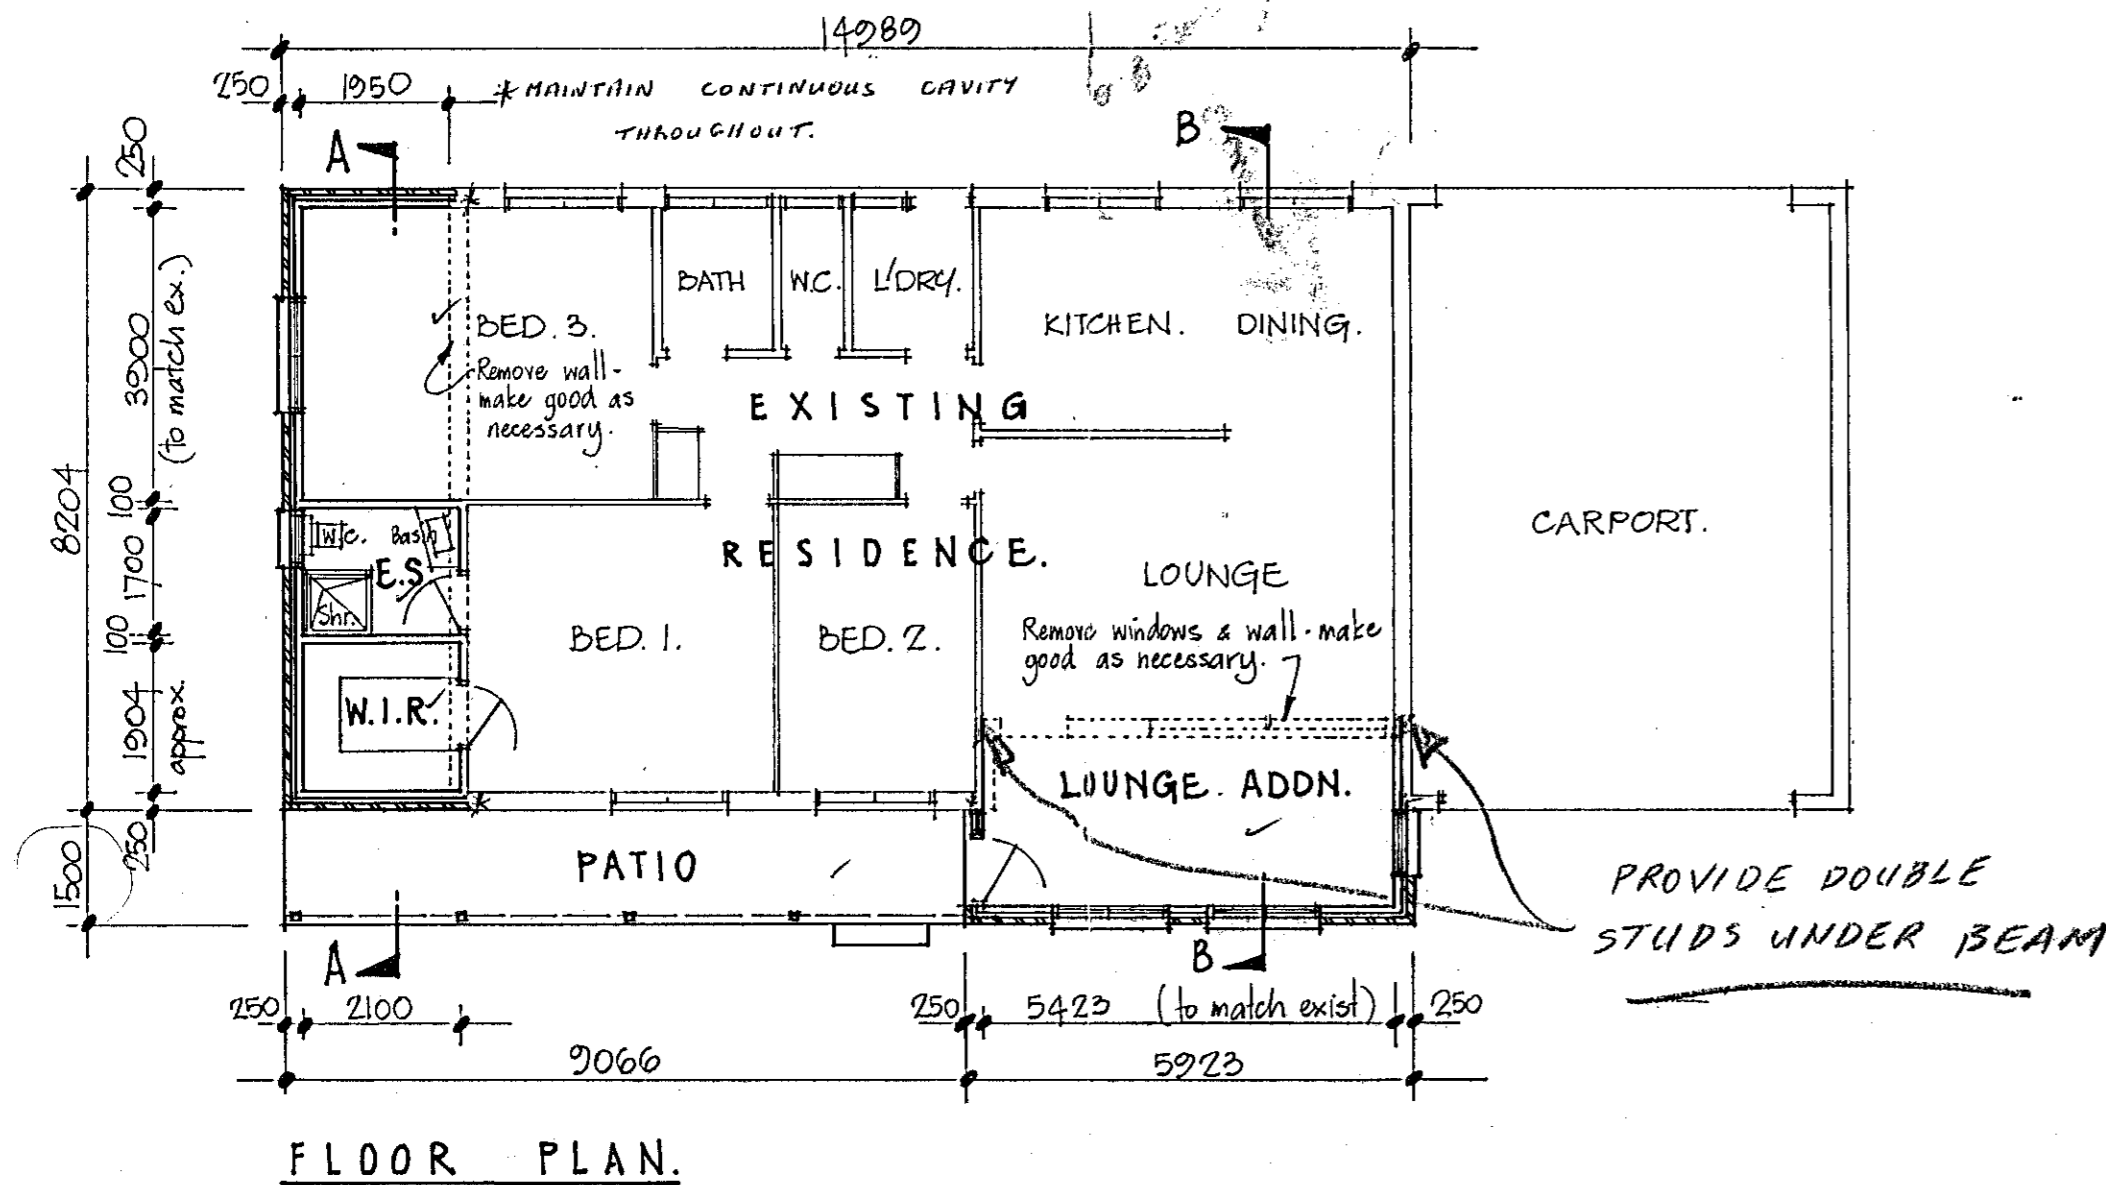 14989
250 1950 * MAINTAIN CONTINUOUS CAVITY
THROUGHOUT.
A B
250
3900
(to match ex.)
100
1700
100
1904
approx.
250
8204
1500
BATH W.C. L'DRY.
BED. 3.
KITCHEN. DINING.
Remove wall -
make good as
necessary.
EXISTING
W.C. Basin
CARPORT.
RESIDENCE.
E.S
LOUNGE
Shr.
BED. 1. BED. 2.
Remove windows & wall - make
good as necessary.
W.I.R.
LOUNGE. ADDN.
PATIO
PROVIDE DOUBLE
STUDS UNDER BEAM
A B
250 2100 250 5423 (to match exist) 250
9066 5923
FLOOR PLAN.